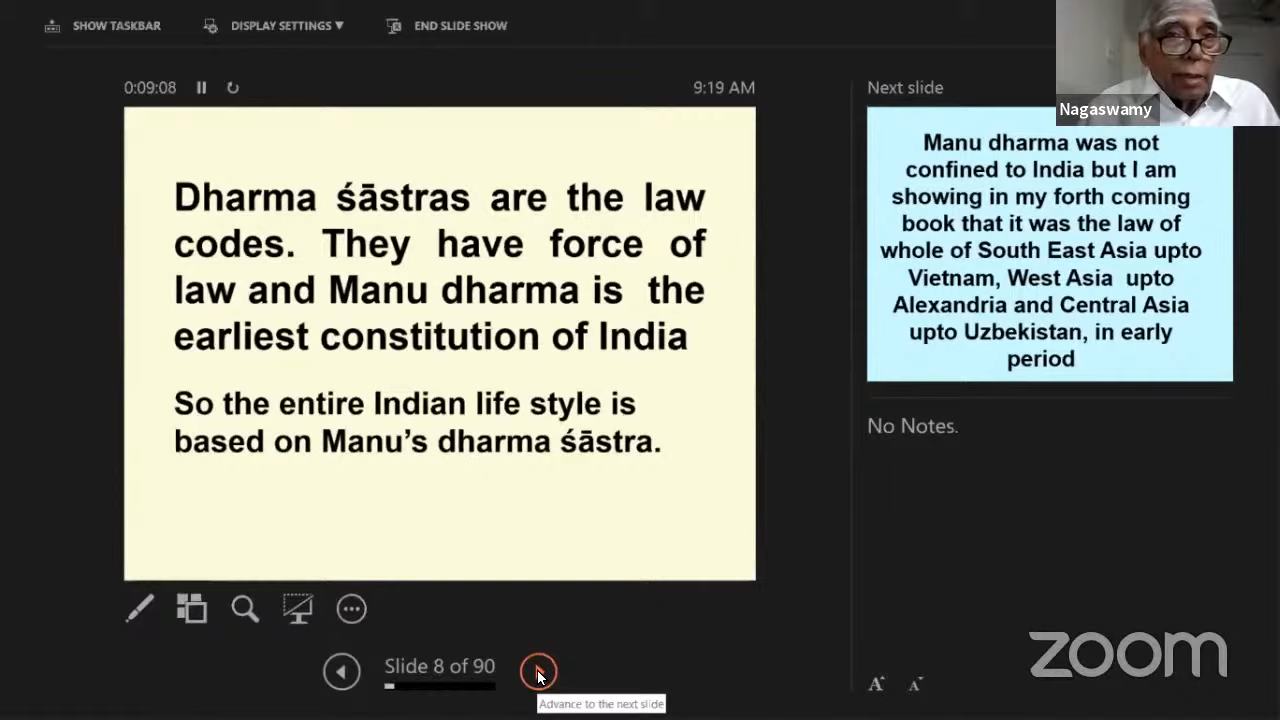 SHOW TASKBAR
DISPLAY SETTINGS ▼
END SLIDE SHOW
0:09:08
9:19 AM
Dharma śāstras are the law
codes. They have force of
law and Manu dharma is the
earliest constitution of India
So the entire Indian life style is
based on Manu’s dharma śāstra.
Slide 8 of 90
Advance to the next slide
Next slide
Nagaswamy
Manu dharma was not
confined to India but I am
showing in my forth coming
book that it was the law of
whole of South East Asia upto
Vietnam, West Asia upto
Alexandria and Central Asia
upto Uzbekistan, in early
period
No Notes.
A A
zoom